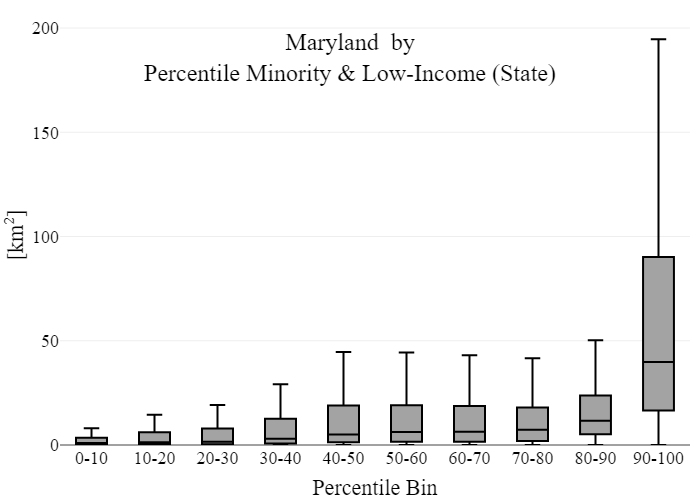 Maryland by
Percentile Minority & Low-Income (State)
200
150
100
50
0
[km²]
0-10 10-20 20-30 30-40 40-50 50-60 60-70 70-80 80-90 90-100
Percentile Bin